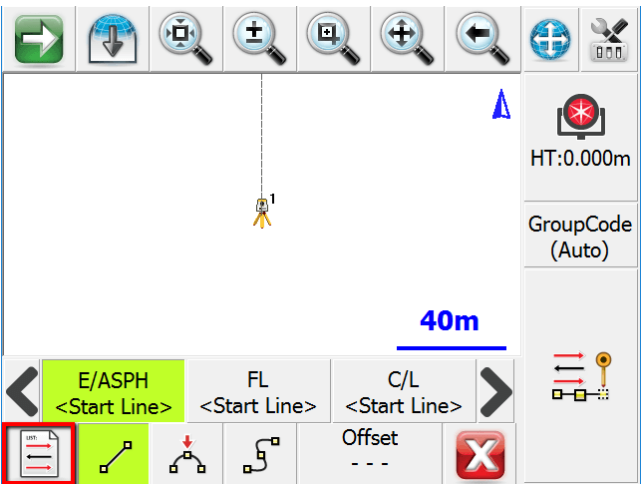 1
HT:0.000m
GroupCode
(Auto)
40m
E/ASPH
<Start Line>
FL
<Start Line>
C/L
<Start Line>
LIST:
Offset
- - -